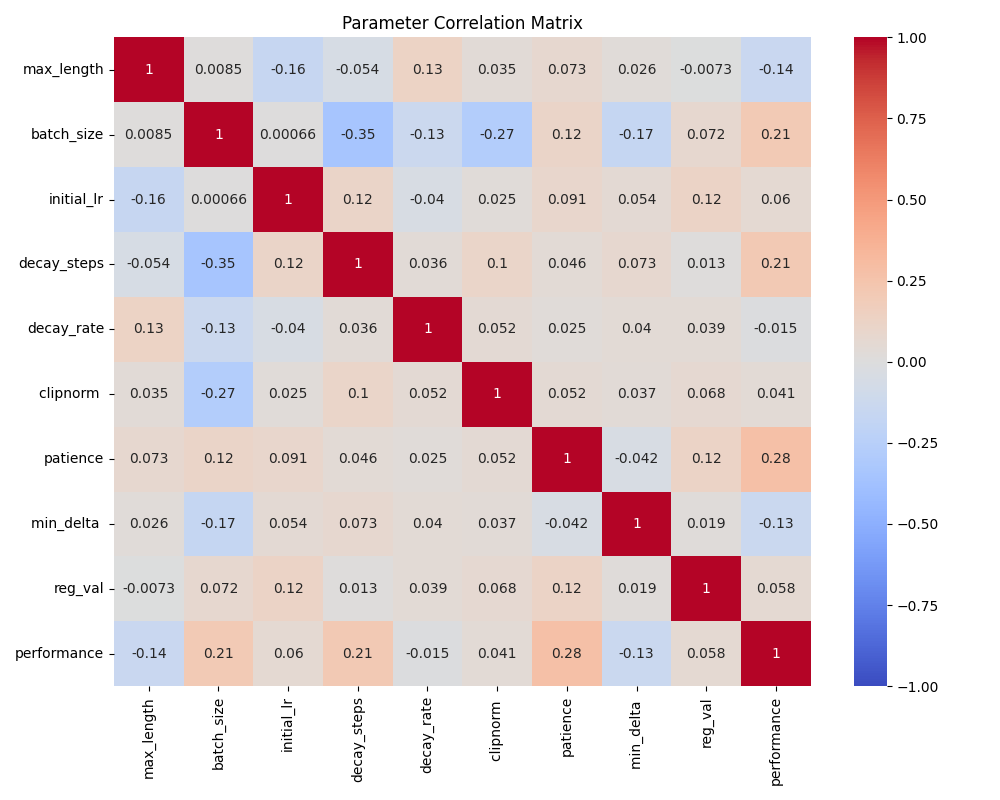 Parameter Correlation Matrix
max_length 1 0.0085 -0.16 -0.054 0.13 0.035 0.073 0.026 -0.0073 -0.14
batch_size 0.0085 1 0.00066 -0.35 -0.13 -0.27 0.12 -0.17 0.072 0.21
initial_lr -0.16 0.00066 1 0.12 -0.04 0.025 0.091 0.054 0.12 0.06
decay_steps -0.054 -0.35 0.12 1 0.036 0.1 0.046 0.073 0.013 0.21
decay_rate 0.13 -0.13 -0.04 0.036 1 0.052 0.025 0.04 0.039 -0.015
clipnorm 0.035 -0.27 0.025 0.1 0.052 1 0.052 0.037 0.068 0.041
patience 0.073 0.12 0.091 0.046 0.025 0.052 1 -0.042 0.12 0.28
min_delta 0.026 -0.17 0.054 0.073 0.04 0.037 -0.042 1 0.019 -0.13
reg_val -0.0073 0.072 0.12 0.013 0.039 0.068 0.12 0.019 1 0.058
performance -0.14 0.21 0.06 0.21 -0.015 0.041 0.28 -0.13 0.058 1
max_length batch_size initial_lr decay_steps decay_rate clipnorm patience min_delta reg_val performance
1.00
0.75
0.50
0.25
0.00
−0.25
−0.50
−0.75
−1.00